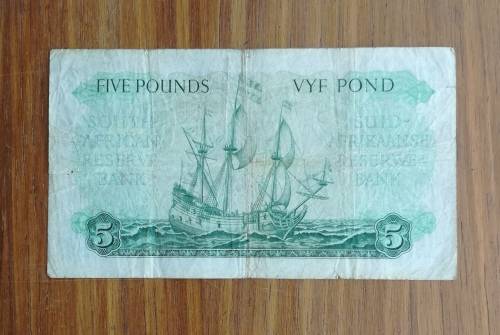 FIVE POUNDS VYF POND
SOUTH SUID-
AFRICAN AFRIKAANSE
RESERVE RESERWE-
BANK BANK
5 5